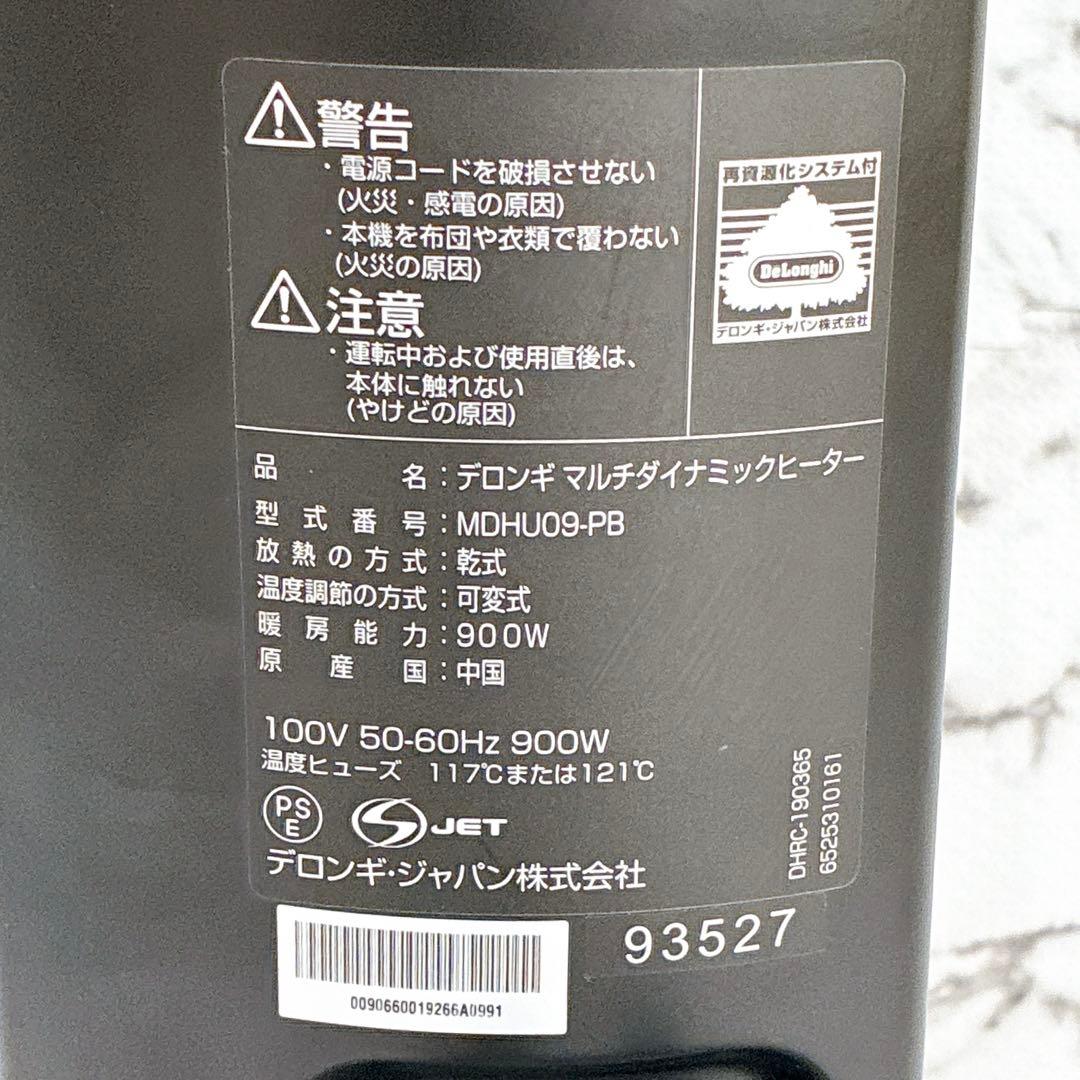 警告
・電源コードを破損させない
(火災・感電の原因)
・本機を布団や衣類で覆わない
(火災の原因)
注意
・運転中および使用直後は、
本体に触れない
(やけどの原因)
再資源化システム付
DeLonghi
デロンギ・ジャパン株式会社
品名：デロンギ マルチダイナミックヒーター
型式番号：MDHU09-PB
放熱の方式：乾式
温度調節の方式：可変式
暖房能力：900W
原産国：中国
100V 50-60Hz 900W
温度ヒューズ 117℃または121℃
PS
E
JET
デロンギ・ジャパン株式会社
DHRC-190365
6525310161
93527
0090660019266A0991